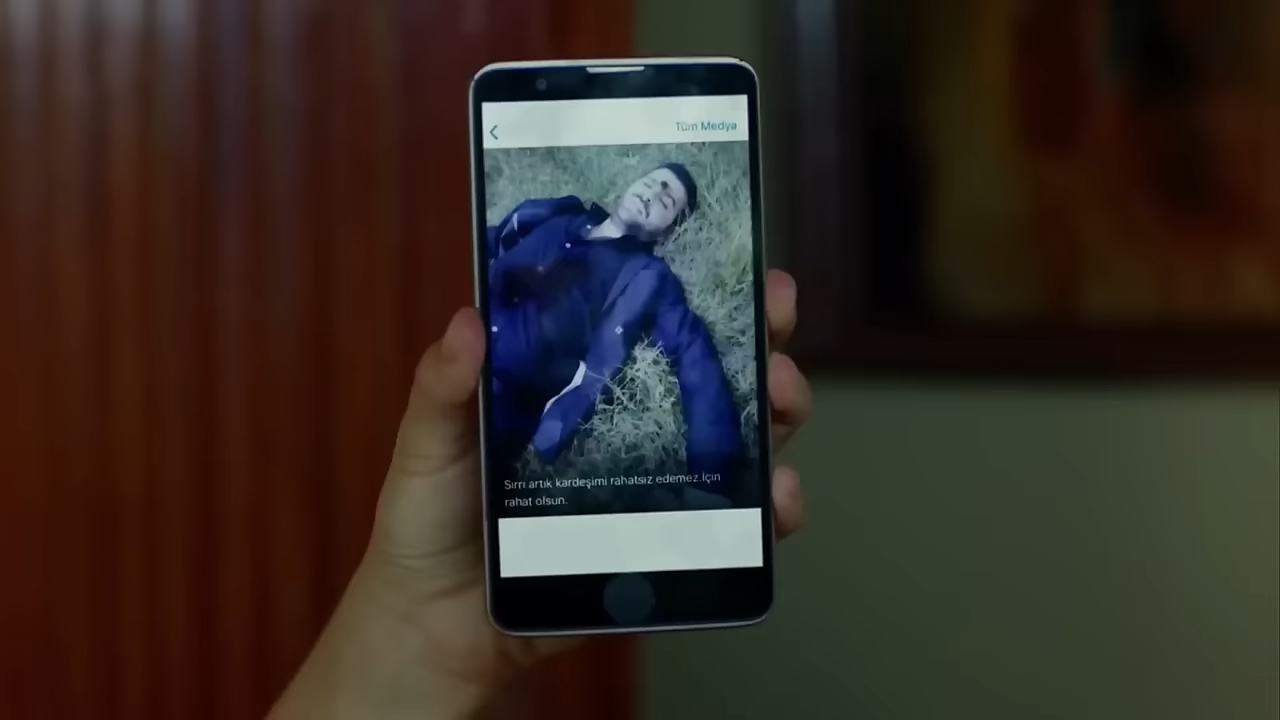 Tüm Medya
Sırrı artık kardeşimi rahatsız edemez.İçin
rahat olsun.